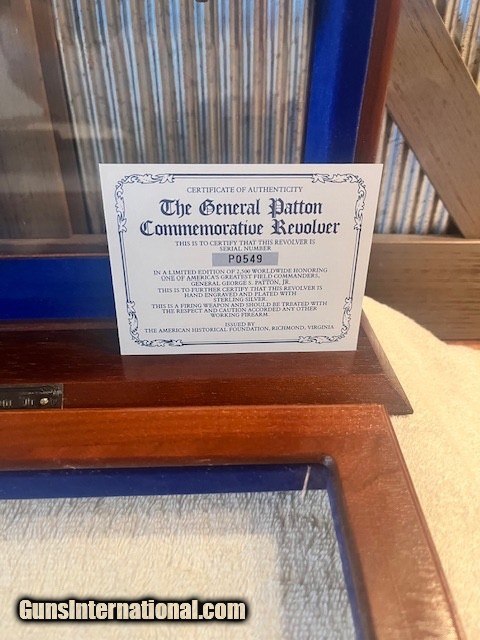 CERTIFICATE OF AUTHENTICITY
The General Patton
Commemorative Revolver
THIS IS TO CERTIFY THAT THIS REVOLVER IS
SERIAL NUMBER
P0549
IN A LIMITED EDITION OF 2,500 WORLDWIDE HONORING
ONE OF AMERICA'S GREATEST FIELD COMMANDERS,
GENERAL GEORGE S. PATTON, JR.
THIS IS TO FURTHER CERTIFY THAT THIS REVOLVER IS
HAND ENGRAVED AND PLATED WITH
STERLING SILVER.
THIS IS A FIRING WEAPON AND SHOULD BE TREATED WITH
THE RESPECT AND CAUTION ACCORDED ANY OTHER
WORKING FIREARM.
ISSUED BY
THE AMERICAN HISTORICAL FOUNDATION, RICHMOND, VIRGINIA
GunsInternational.com